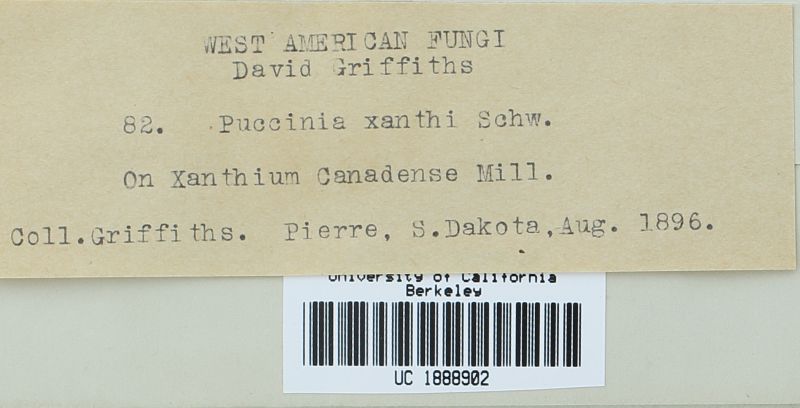 WEST AMERICAN FUNGI
David Griffiths
82. Puccinia xanthi Schw.
On Xanthium Canadense Mill.
Coll.Griffiths. Pierre, S.Dakota,Aug. 1896.
University of California
Berkeley
UC 1888902